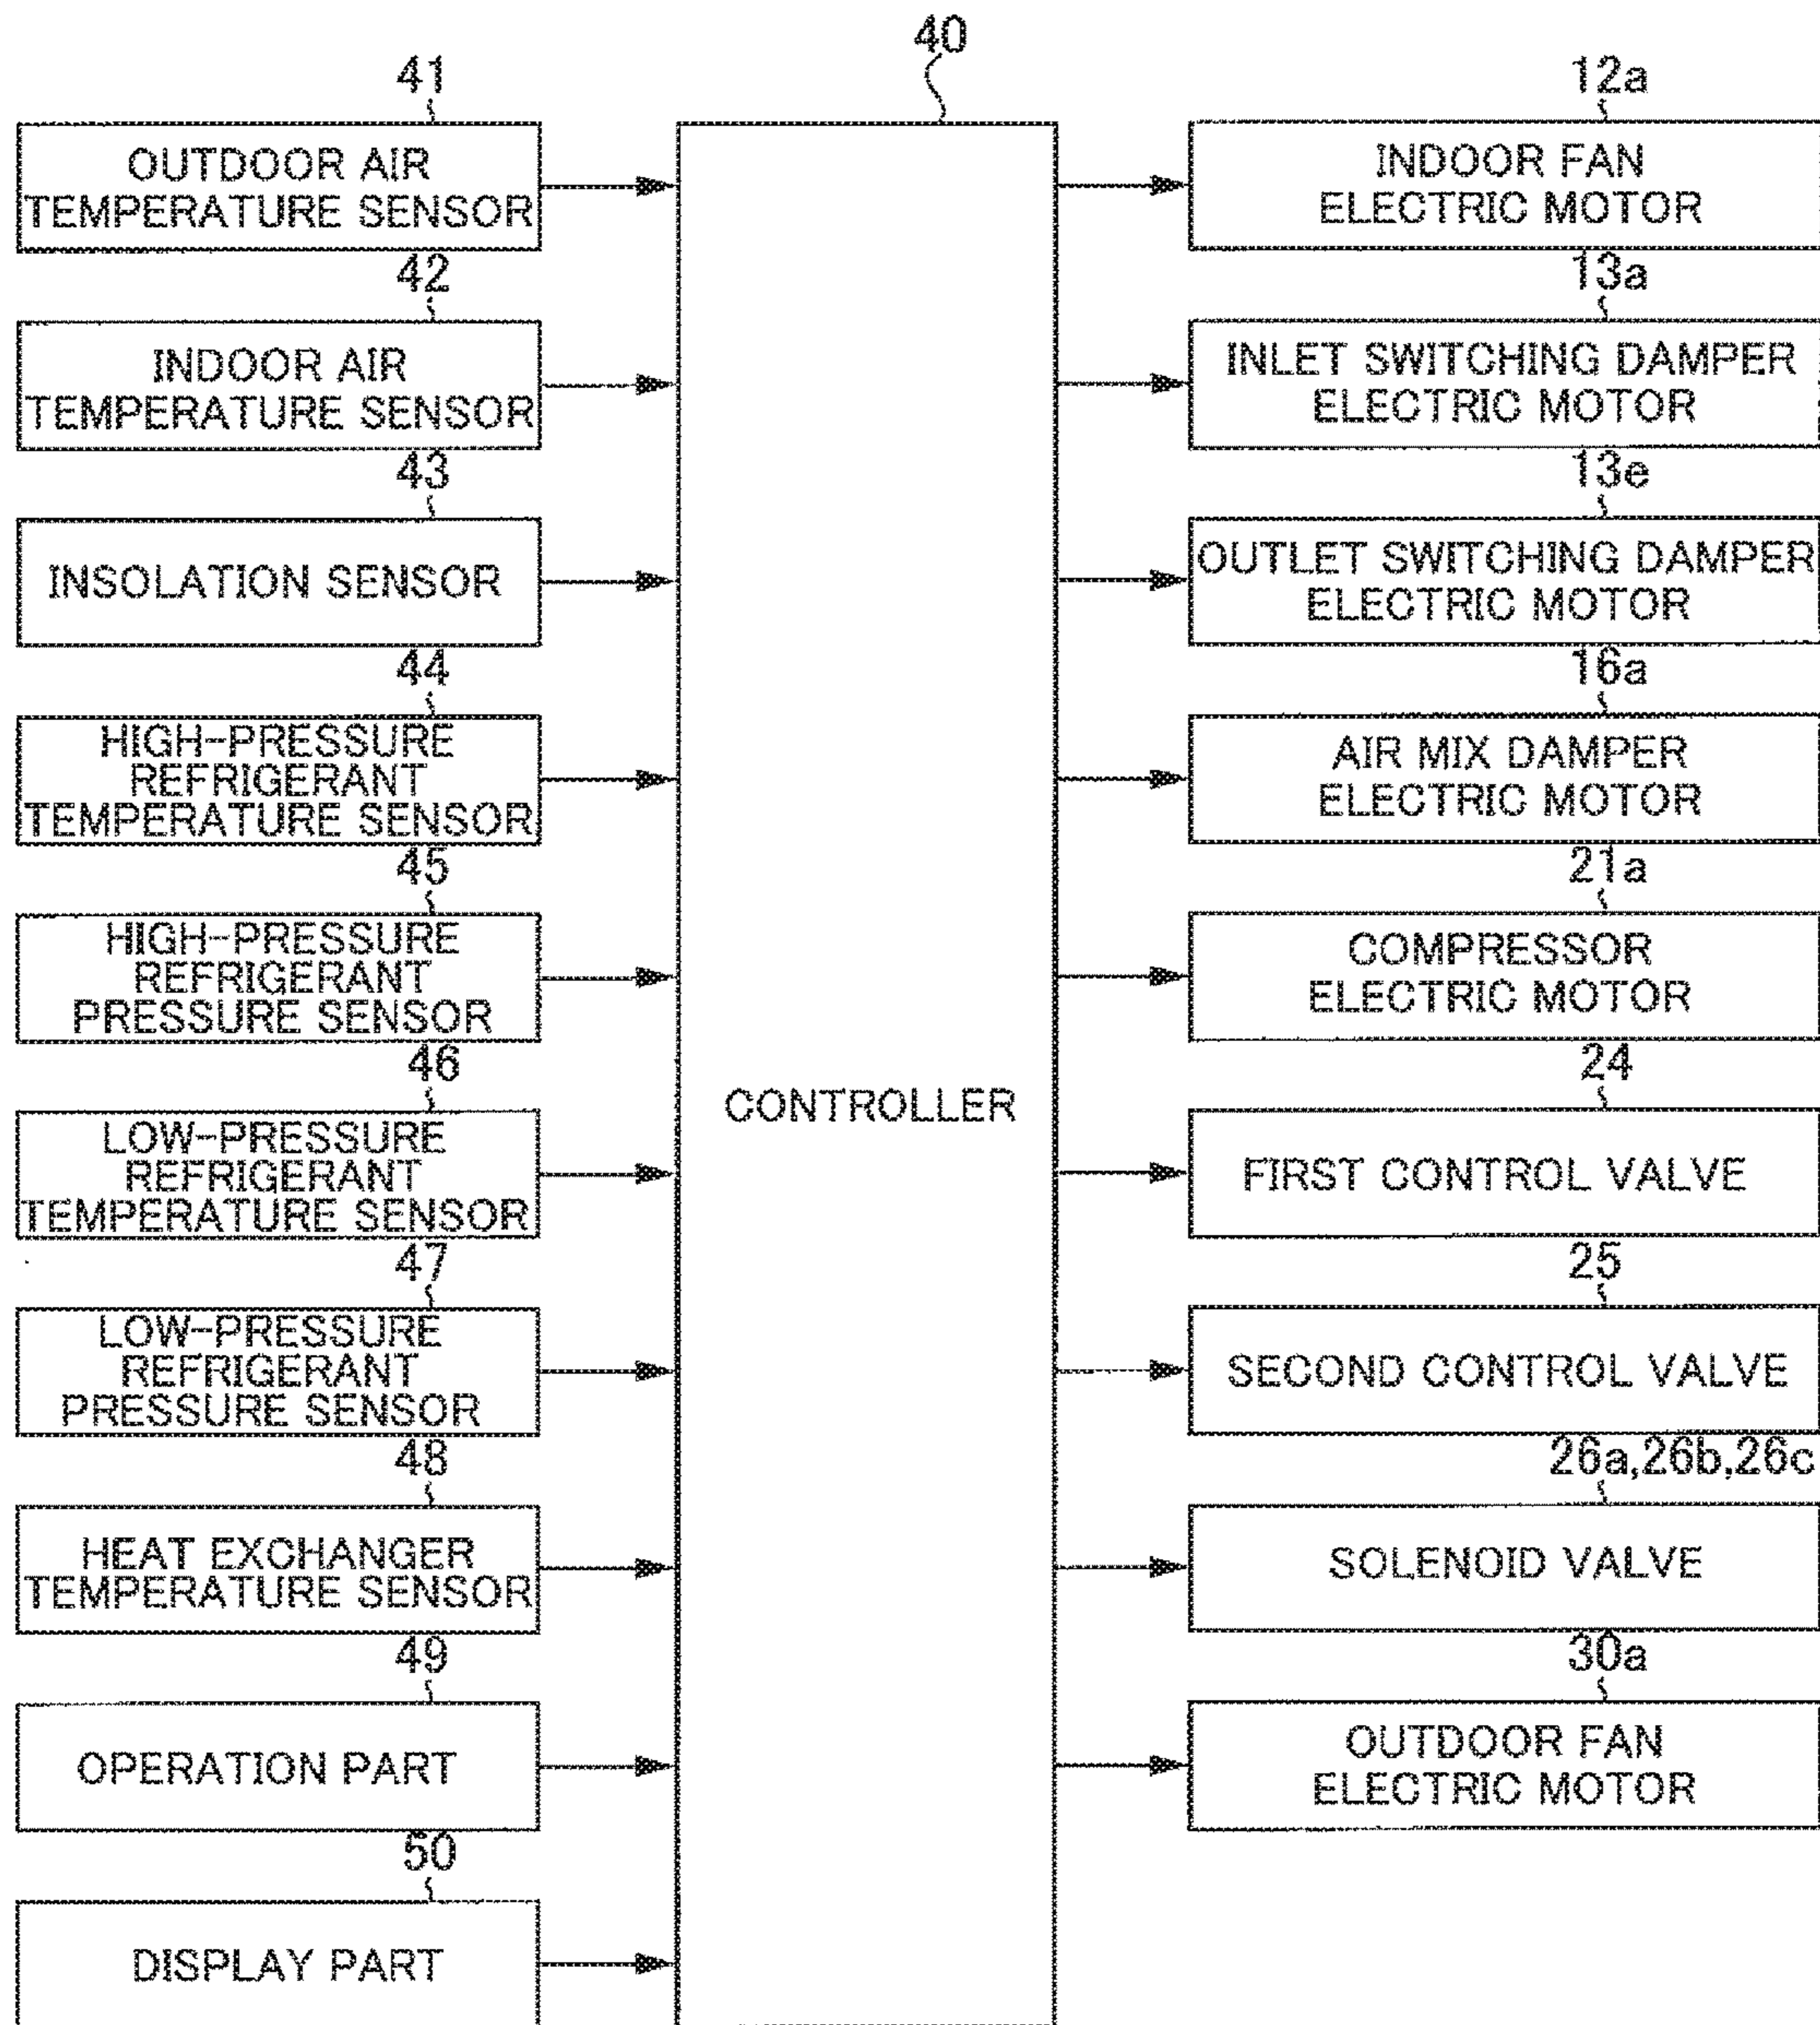 40
41
OUTDOOR AIR
TEMPERATURE SENSOR
42
INDOOR AIR
TEMPERATURE SENSOR
43
INSOLATION SENSOR
44
HIGH-PRESSURE
REFRIGERANT
TEMPERATURE SENSOR
45
HIGH-PRESSURE
REFRIGERANT
PRESSURE SENSOR
46
LOW-PRESSURE
REFRIGERANT
TEMPERATURE SENSOR
47
LOW-PRESSURE
REFRIGERANT
PRESSURE SENSOR
48
HEAT EXCHANGER
TEMPERATURE SENSOR
49
OPERATION PART
50
DISPLAY PART
CONTROLLER
12a
INDOOR FAN
ELECTRIC MOTOR
13a
INLET SWITCHING DAMPER
ELECTRIC MOTOR
13e
OUTLET SWITCHING DAMPER
ELECTRIC MOTOR
16a
AIR MIX DAMPER
ELECTRIC MOTOR
21a
COMPRESSOR
ELECTRIC MOTOR
24
FIRST CONTROL VALVE
25
SECOND CONTROL VALVE
26a,26b,26c
SOLENOID VALVE
30a
OUTDOOR FAN
ELECTRIC MOTOR